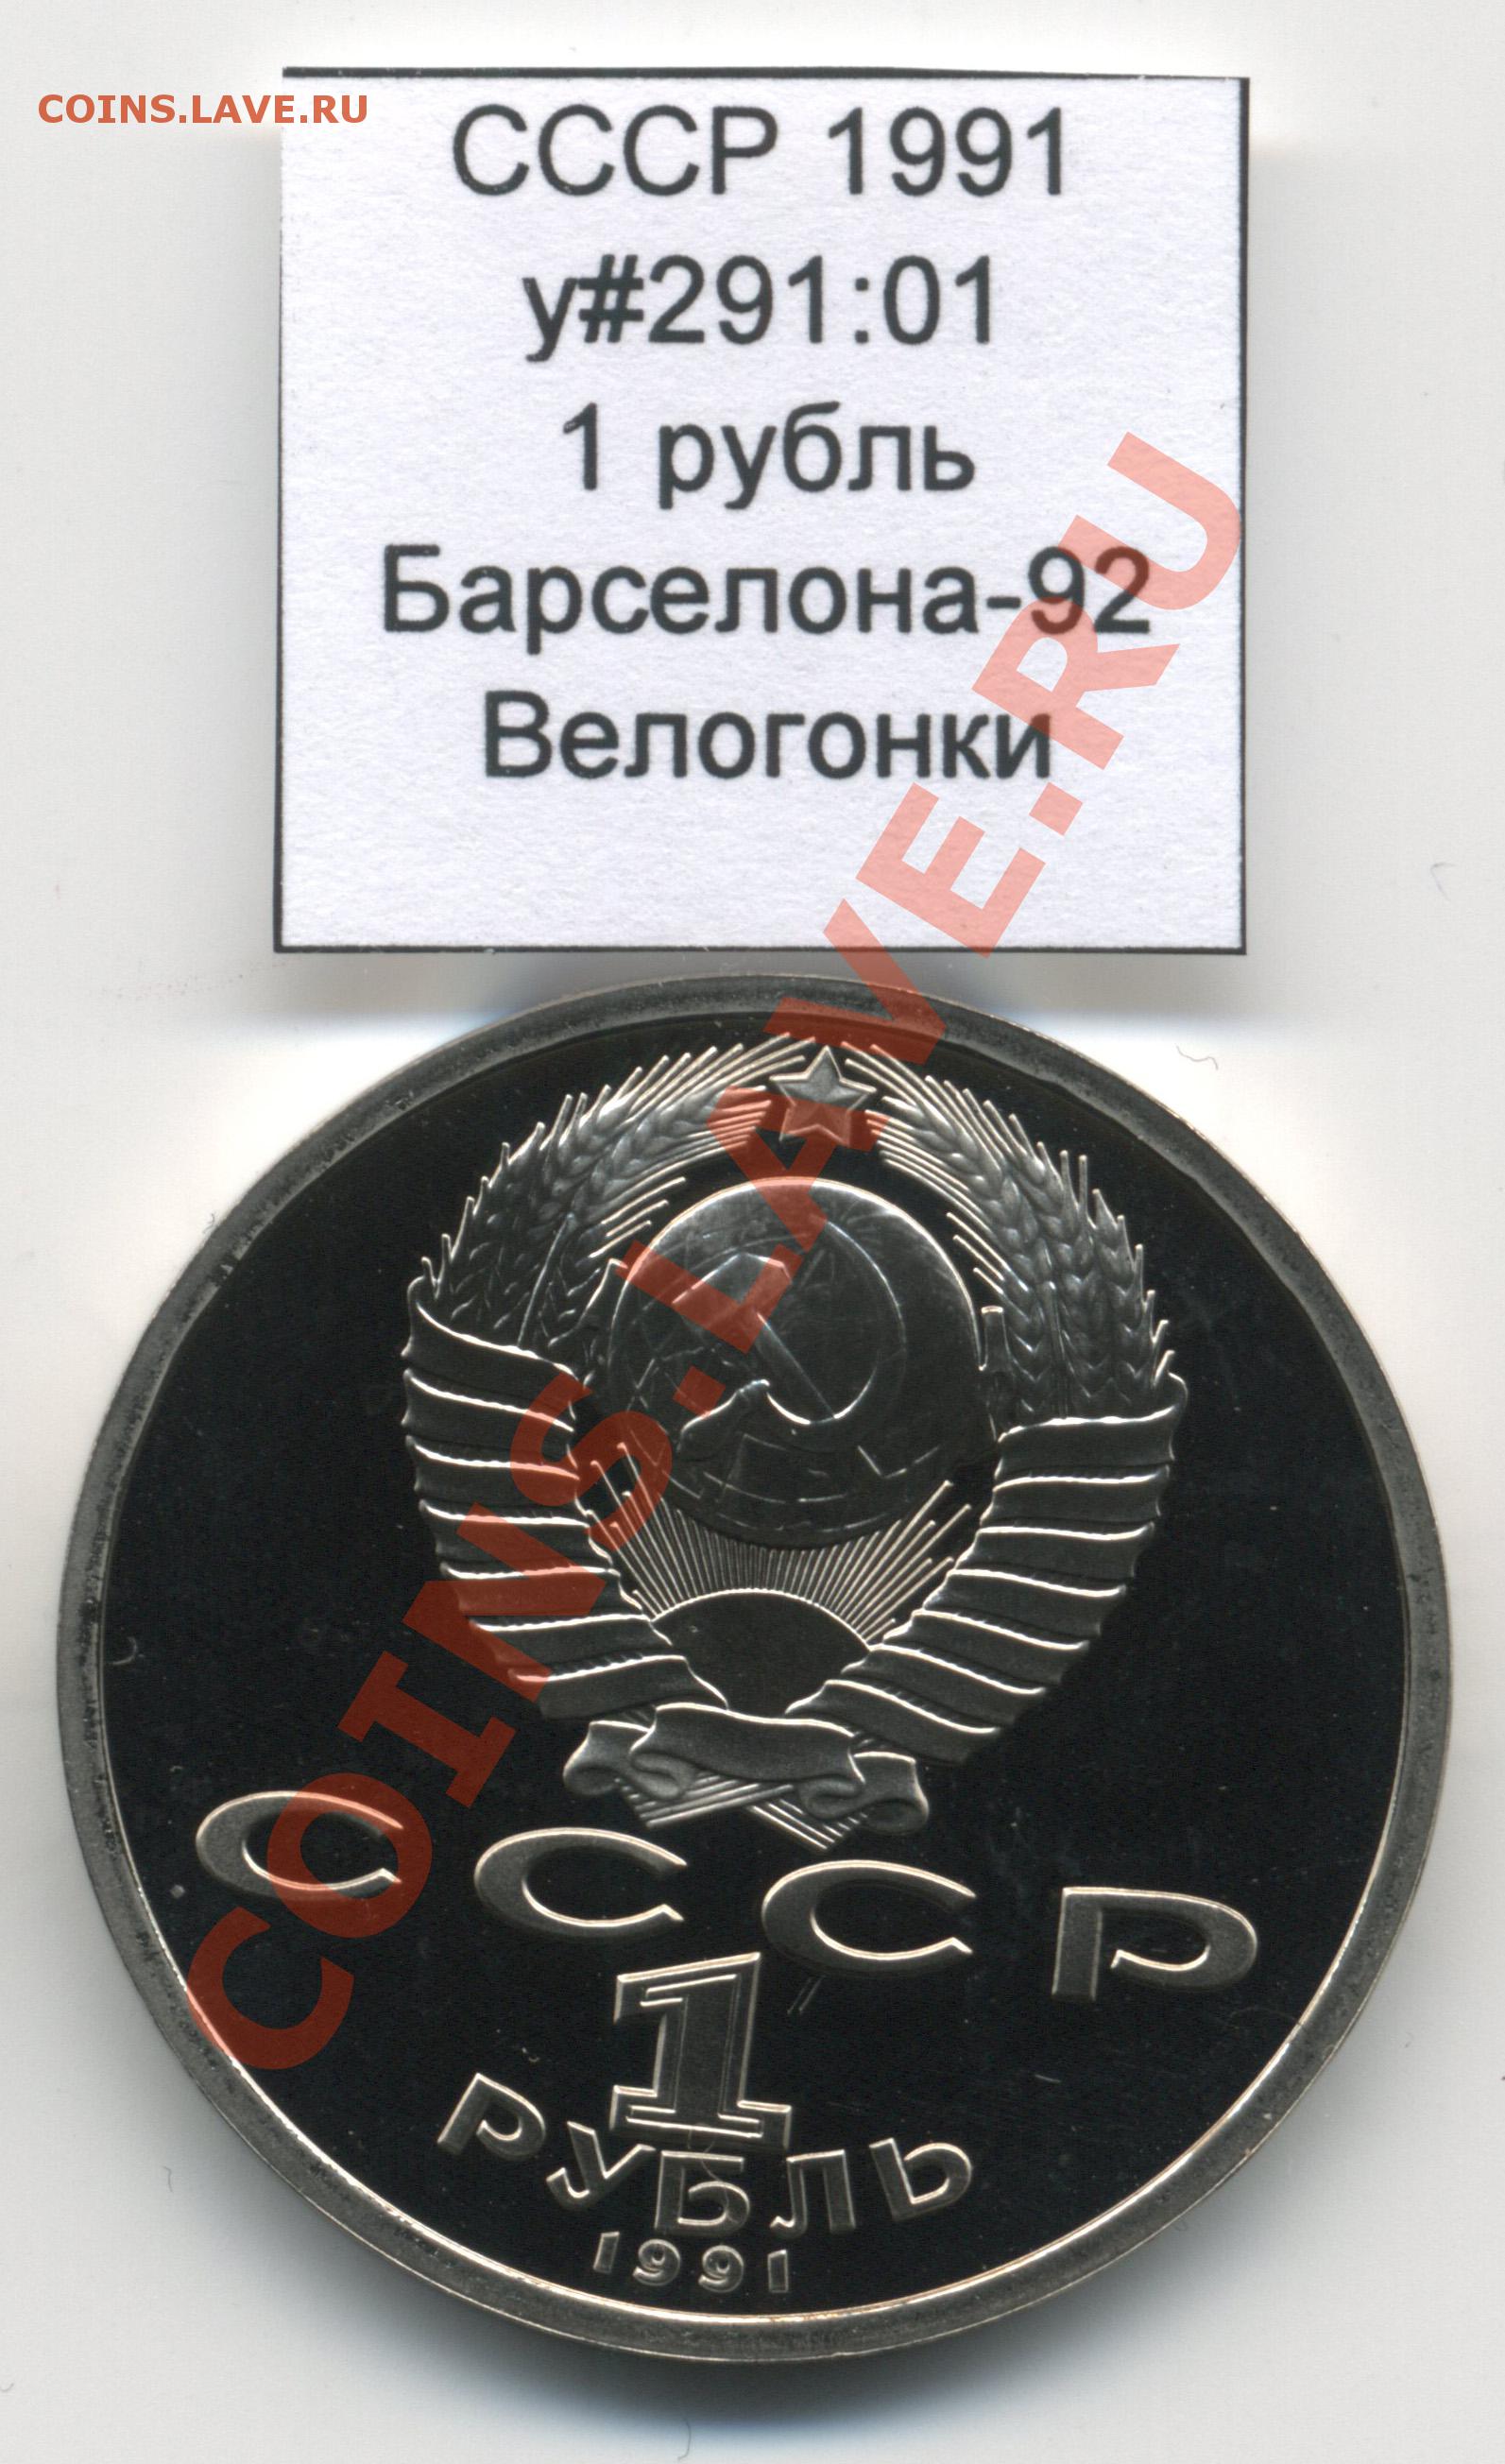 COINS.LAVE.RU
СССР 1991
у#291:01
1 рубль
Барселона-92
Велогонки
COINS.LAVE.RU
СССР
1
РУБЛЬ
1991